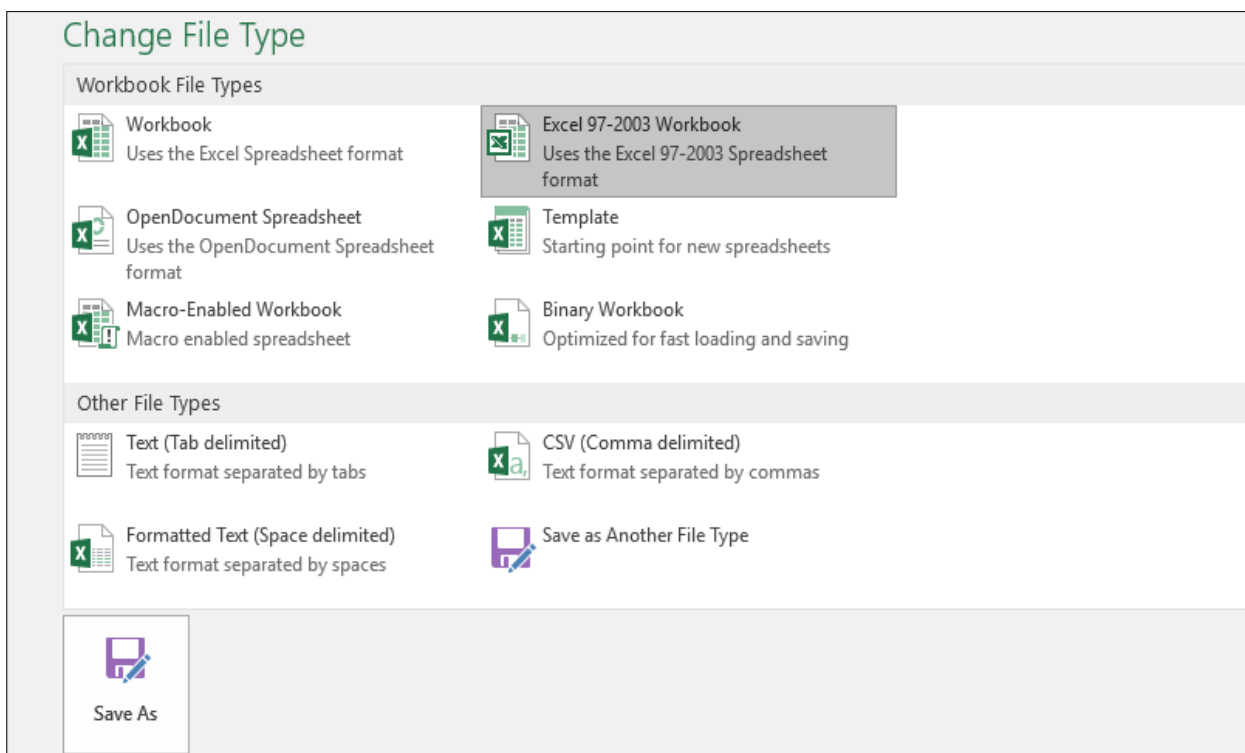 Change File Type
Workbook File Types
Workbook
Uses the Excel Spreadsheet format
Excel 97-2003 Workbook
Uses the Excel 97-2003 Spreadsheet
format
OpenDocument Spreadsheet
Uses the OpenDocument Spreadsheet
format
Template
Starting point for new spreadsheets
Macro-Enabled Workbook
Macro enabled spreadsheet
Binary Workbook
Optimized for fast loading and saving
Other File Types
Text (Tab delimited)
Text format separated by tabs
CSV (Comma delimited)
Text format separated by commas
Formatted Text (Space delimited)
Text format separated by spaces
Save as Another File Type
Save As